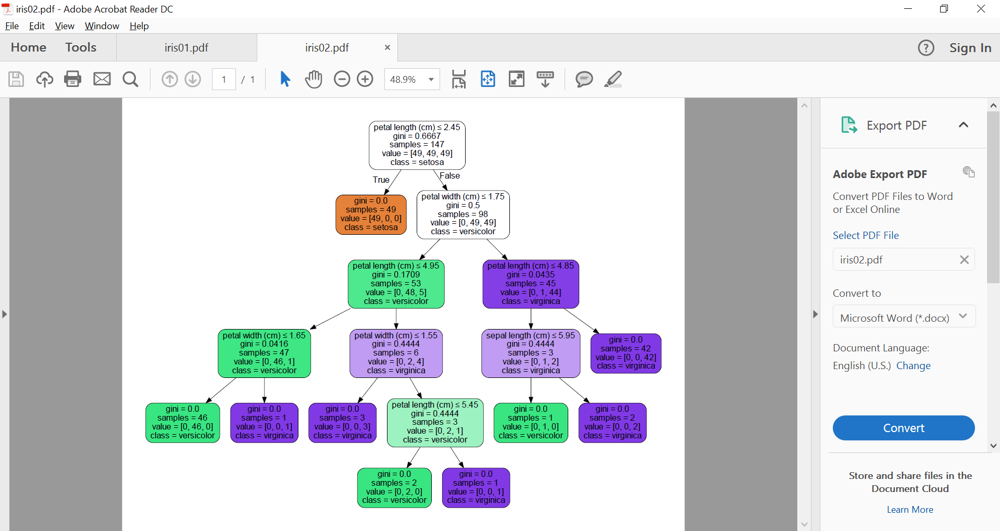 iris02.pdf - Adobe Acrobat Reader DC
File Edit View Window Help
Home Tools iris01.pdf iris02.pdf × ? Sign In
1 / 1 48.9%
petal length (cm) ≤ 2.45
gini = 0.6667
samples = 147
value = [49, 49, 49]
class = setosa
True
False
gini = 0.0
samples = 49
value = [49, 0, 0]
class = setosa
petal width (cm) ≤ 1.75
gini = 0.5
samples = 98
value = [0, 49, 49]
class = versicolor
petal length (cm) ≤ 4.95
gini = 0.1709
samples = 53
value = [0, 48, 5]
class = versicolor
petal length (cm) ≤ 4.85
gini = 0.0435
samples = 45
value = [0, 1, 44]
class = virginica
petal width (cm) ≤ 1.65
gini = 0.0416
samples = 47
value = [0, 46, 1]
class = versicolor
petal width (cm) ≤ 1.55
gini = 0.4444
samples = 6
value = [0, 2, 4]
class = virginica
sepal length (cm) ≤ 5.95
gini = 0.4444
samples = 3
value = [0, 1, 2]
class = virginica
gini = 0.0
samples = 42
value = [0, 0, 42]
class = virginica
gini = 0.0
samples = 46
value = [0, 46, 0]
class = versicolor
gini = 0.0
samples = 1
value = [0, 0, 1]
class = virginica
gini = 0.0
samples = 3
value = [0, 0, 3]
class = virginica
petal length (cm) ≤ 5.45
gini = 0.4444
samples = 3
value = [0, 2, 1]
class = versicolor
gini = 0.0
samples = 1
value = [0, 1, 0]
class = versicolor
gini = 0.0
samples = 2
value = [0, 0, 2]
class = virginica
gini = 0.0
samples = 2
value = [0, 2, 0]
class = versicolor
gini = 0.0
samples = 1
value = [0, 0, 1]
class = virginica
Export PDF
Adobe Export PDF
Convert PDF Files to Word
or Excel Online
Select PDF File
iris02.pdf
Convert to
Microsoft Word (*.docx)
Document Language:
English (U.S.) Change
Convert
Store and share files in the
Document Cloud
Learn More